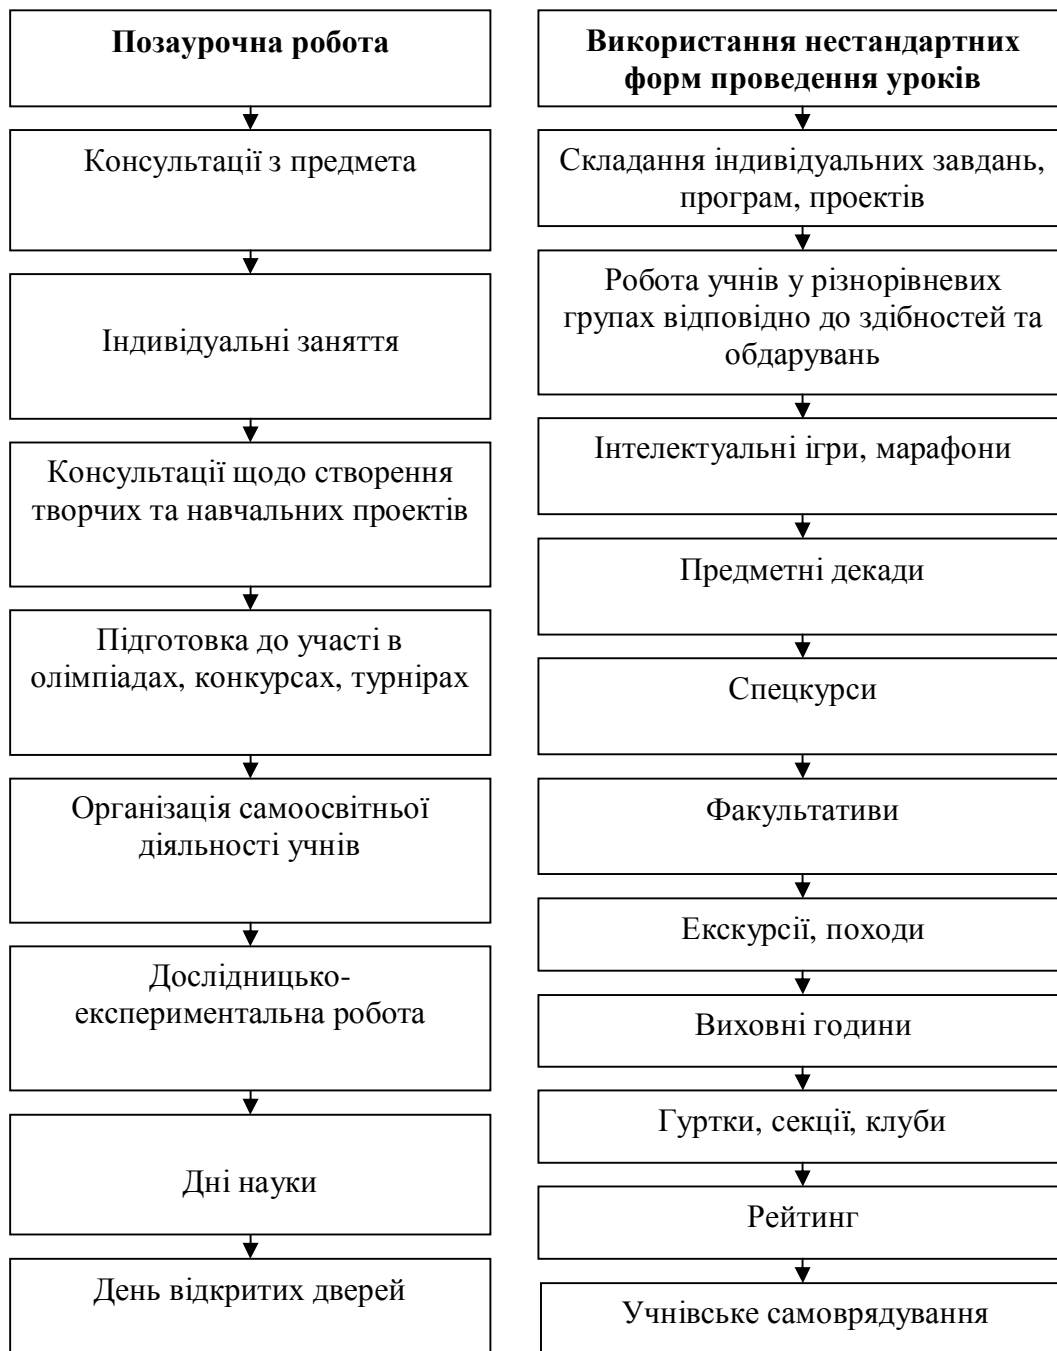 Позаурочна робота
Консультації з предмета
Індивідуальні заняття
Консультації щодо створення
творчих та навчальних проектів
Підготовка до участі в
олімпіадах, конкурсах, турнірах
Організація самоосвітньої
діяльності учнів
Дослідницько-
експериментальна робота
Дні науки
День відкритих дверей
Використання нестандартних
форм проведення уроків
Складання індивідуальних завдань,
програм, проектів
Робота учнів у різнорівневих
групах відповідно до здібностей та
обдарувань
Інтелектуальні ігри, марафони
Предметні декади
Спецкурси
Факультативи
Екскурсії, походи
Виховні години
Гуртки, секції, клуби
Рейтинг
Учнівське самоврядування